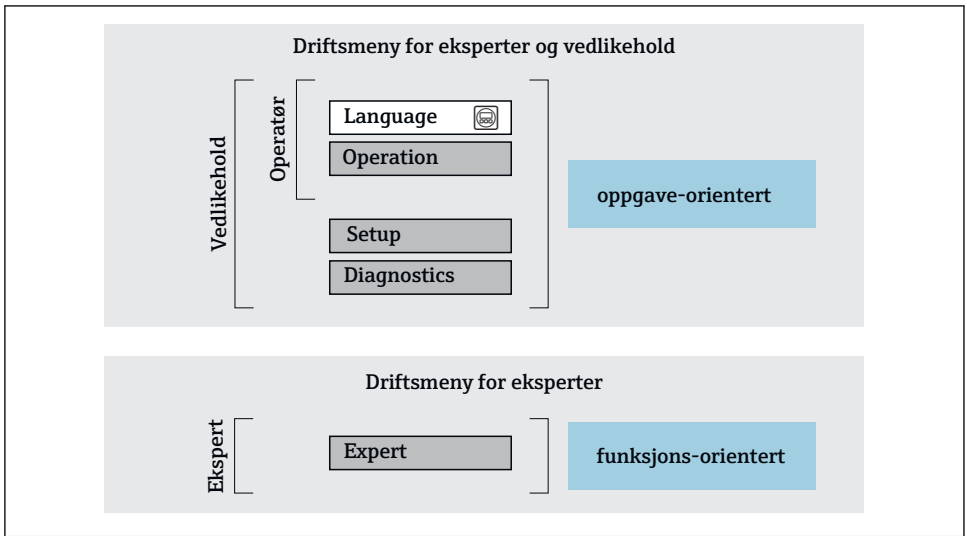 Driftsmeny for eksperter og vedlikehold
Vedlikehold
Operatør
Language
Operation
Setup
Diagnostics
oppgave-orientert
Driftsmeny for eksperter
Ekspert
Expert
funksjons-orientert